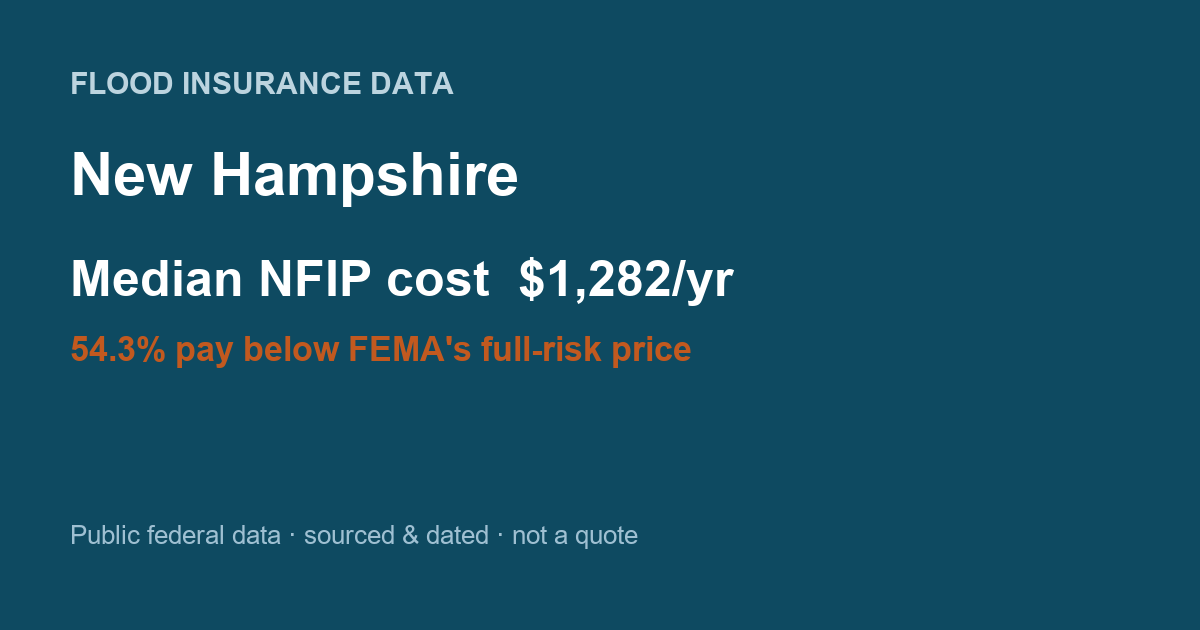 FLOOD INSURANCE DATA
New Hampshire
Median NFIP cost  $1,282/yr
54.3% pay below FEMA's full-risk price
Public federal data · sourced & dated · not a quote